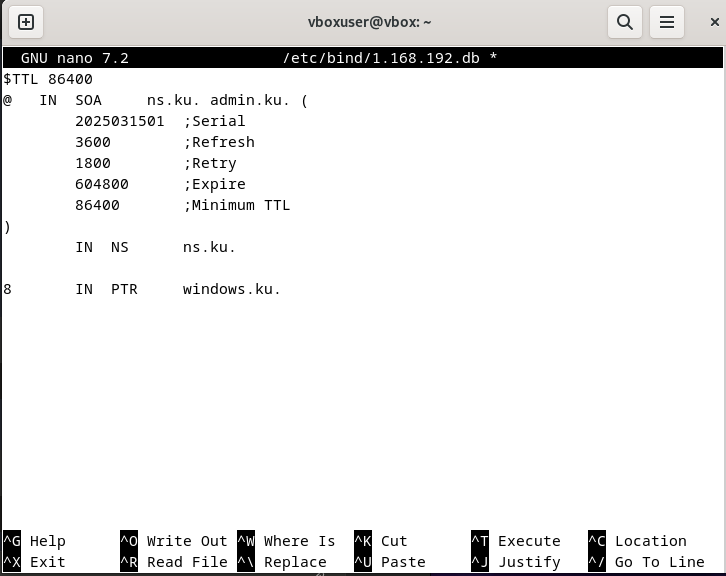 vboxuser@vbox: ~
GNU nano 7.2 /etc/bind/1.168.192.db *
$TTL 86400
@ IN SOA ns.ku. admin.ku. (
2025031501 ;Serial
3600 ;Refresh
1800 ;Retry
604800 ;Expire
86400 ;Minimum TTL
)
IN NS ns.ku.
8 IN PTR windows.ku.
^G Help ^O Write Out ^W Where Is ^K Cut ^T Execute ^C Location
^X Exit ^R Read File ^\ Replace ^U Paste ^J Justify ^/ Go To Line